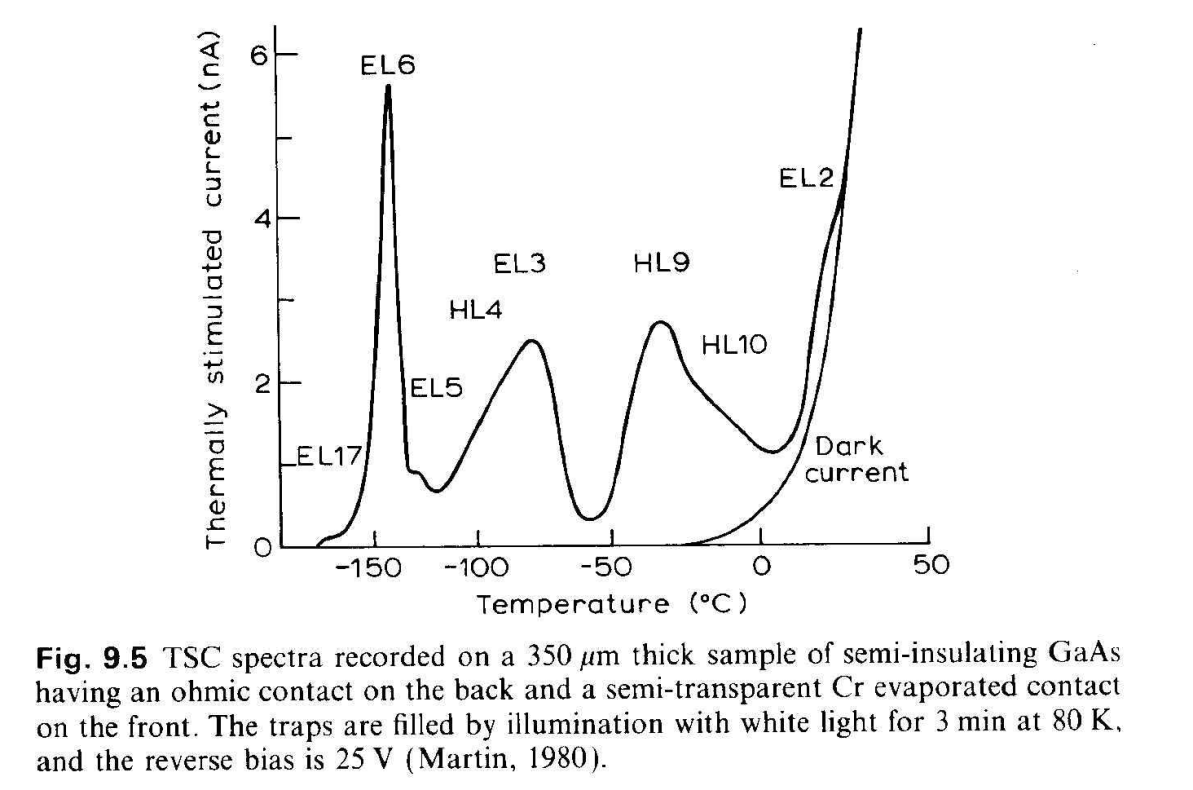 Thermally stimulated current (nA)
6
4
2
0
EL6
EL2
EL3
HL9
HL4
HL10
EL5
EL17
Dark
current
-150
-100
-50
0
50
Temperature (°C)
Fig. 9.5 TSC spectra recorded on a 350 μm thick sample of semi-insulating GaAs
having an ohmic contact on the back and a semi-transparent Cr evaporated contact
on the front. The traps are filled by illumination with white light for 3 min at 80 K,
and the reverse bias is 25 V (Martin, 1980).